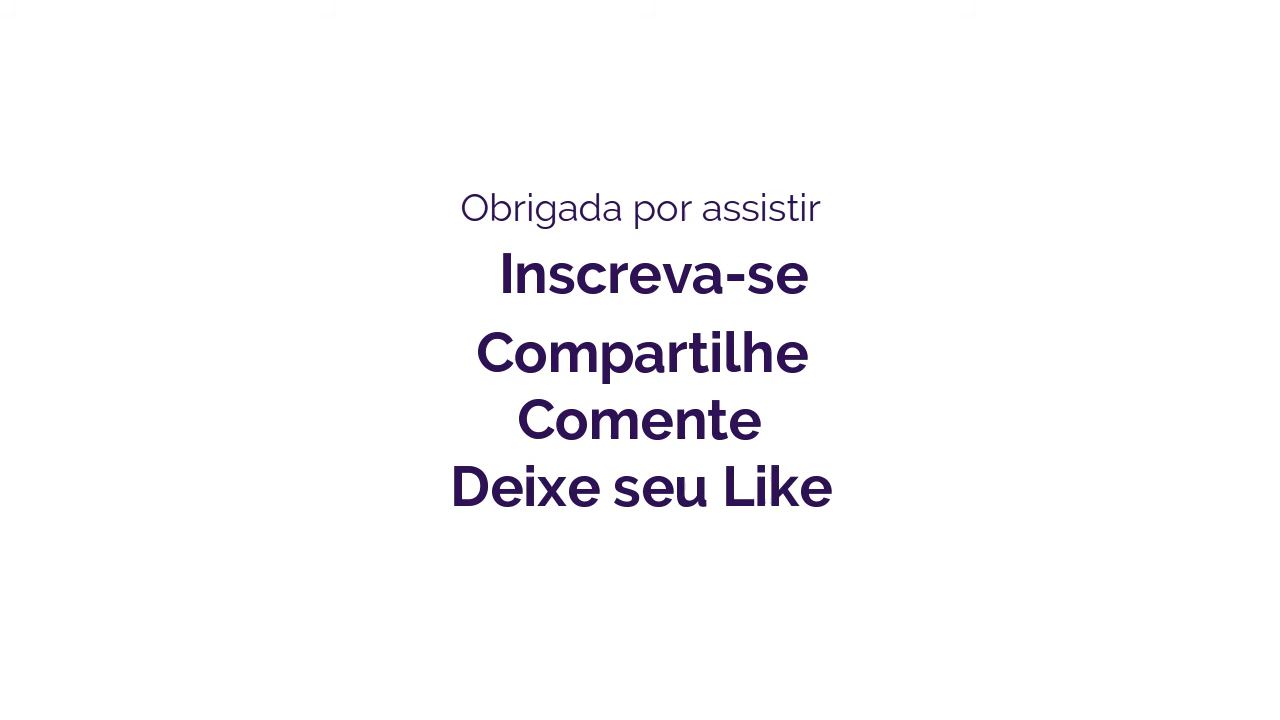 Obrigada por assistir
Inscreva-se
Compartilhe
Comente
Deixe seu Like